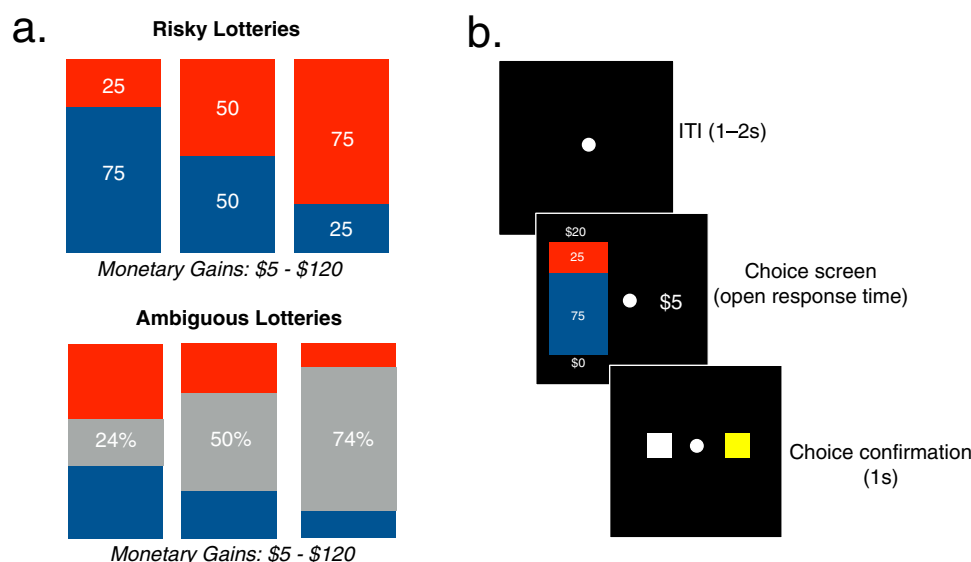 a.
Risky Lotteries
25
75
50
50
75
25
Monetary Gains: $5 - $120
Ambiguous Lotteries
24%
50%
74%
Monetary Gains: $5 - $120
b.
ITI (1–2s)
$20
25
75
$0
$5
Choice screen
(open response time)
Choice confirmation
(1s)